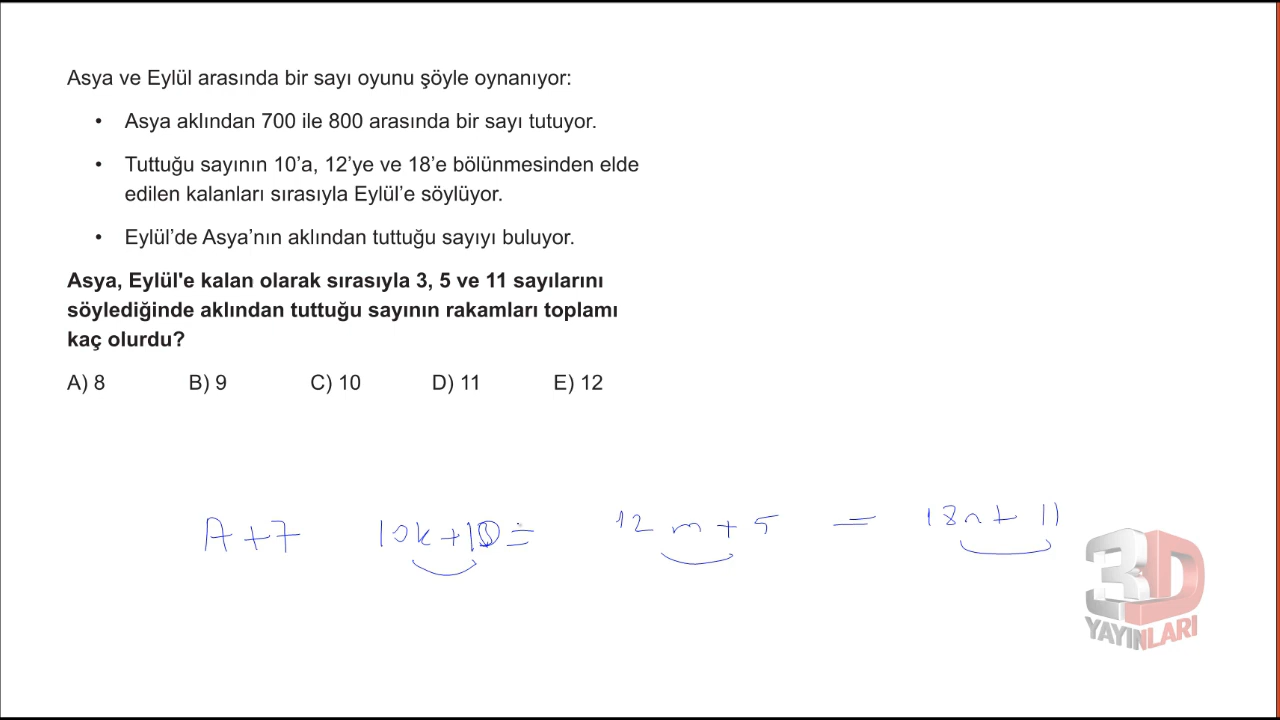 Asya ve Eylül arasında bir sayı oyunu şöyle oynanıyor:
• Asya aklından 700 ile 800 arasında bir sayı tutuyor.
• Tuttuğu sayının 10’a, 12’ye ve 18’e bölünmesinden elde
edilen kalanları sırasıyla Eylül’e söylüyor.
• Eylül’de Asya’nın aklından tuttuğu sayıyı buluyor.
Asya, Eylül'e kalan olarak sırasıyla 3, 5 ve 11 sayılarını
söylediğinde aklından tuttuğu sayının rakamları toplamı
kaç olurdu?
A) 8 B) 9 C) 10 D) 11 E) 12
A+7 10k+10 = 12m+5 = 18n+11
3D
YAYINLARI